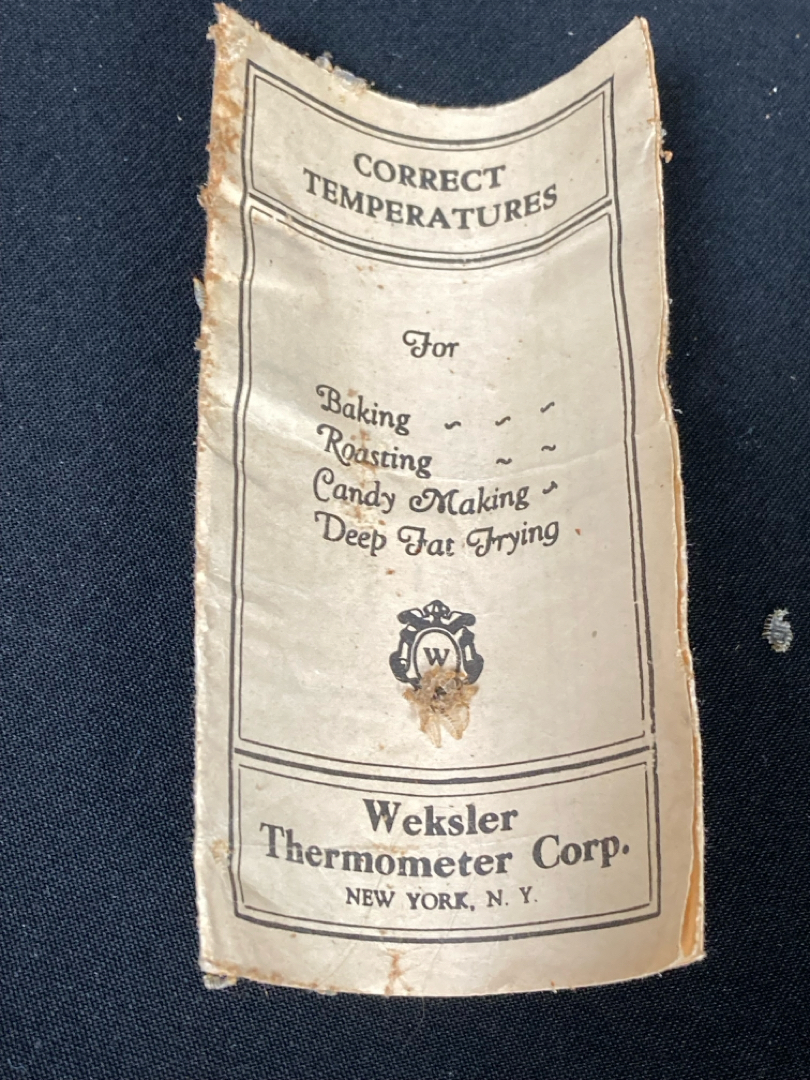 CORRECT
TEMPERATURES
For
Baking ~ ~ ~
Roasting ~ ~
Candy Making ~
Deep Fat Frying
W
Weksler
Thermometer Corp.
NEW YORK, N. Y.